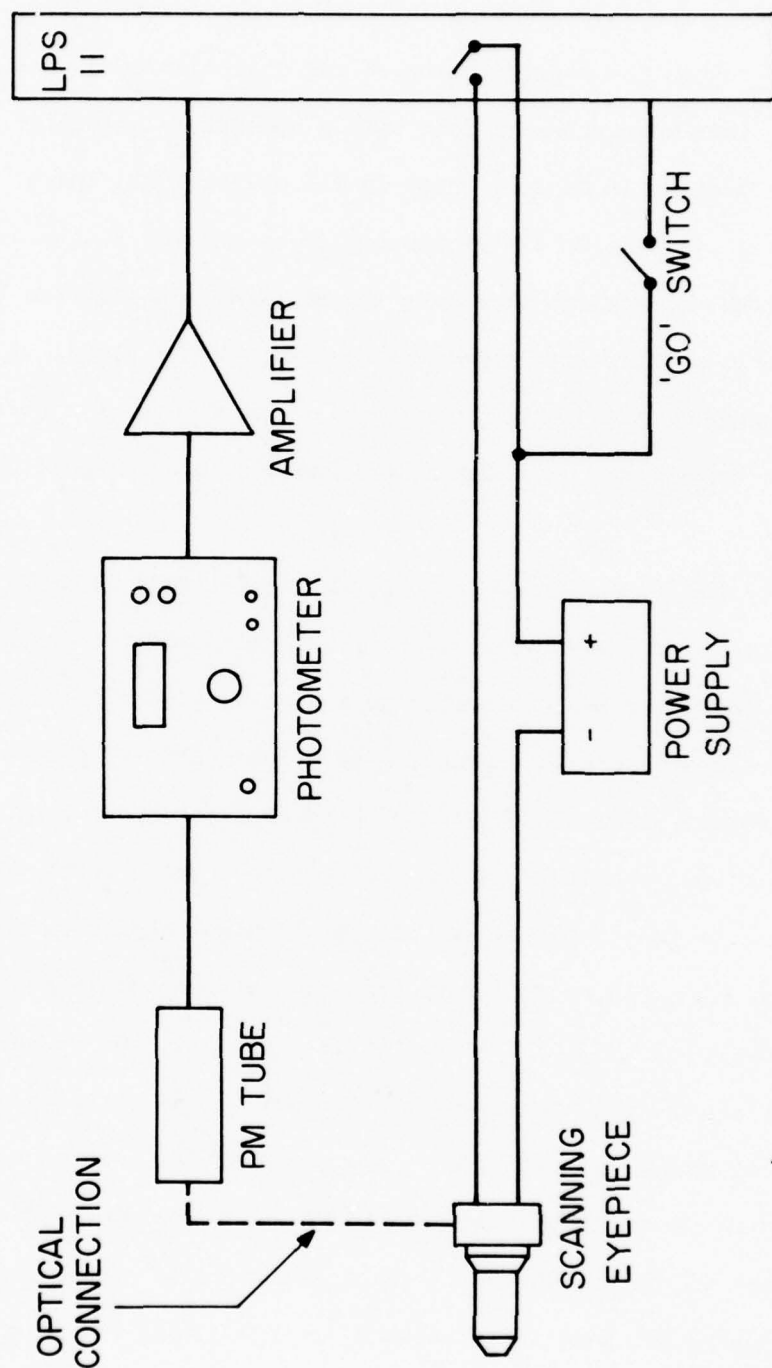 OPTICAL
CONNECTION
PM TUBE
PHOTOMETER
AMPLIFIER
LPS
11
SCANNING
EYEPIECE
-
+
POWER
SUPPLY
'GO' SWITCH